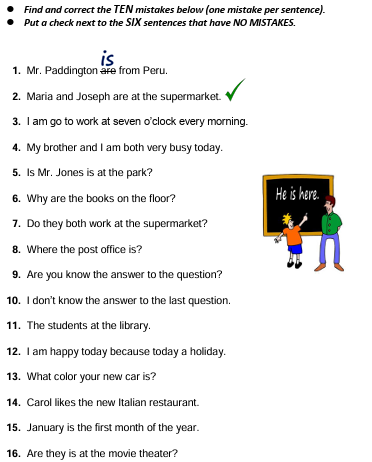 ● Find and correct the TEN mistakes below (one mistake per sentence).
● Put a check next to the SIX sentences that have NO MISTAKES.
is
1. Mr. Paddington are from Peru.
2. Maria and Joseph are at the supermarket. ✓
3. I am go to work at seven o'clock every morning.
4. My brother and I am both very busy today.
5. Is Mr. Jones is at the park?
6. Why are the books on the floor?
He is here.
7. Do they both work at the supermarket?
8. Where the post office is?
9. Are you know the answer to the question?
10. I don't know the answer to the last question.
11. The students at the library.
12. I am happy today because today a holiday.
13. What color your new car is?
14. Carol likes the new Italian restaurant.
15. January is the first month of the year.
16. Are they is at the movie theater?